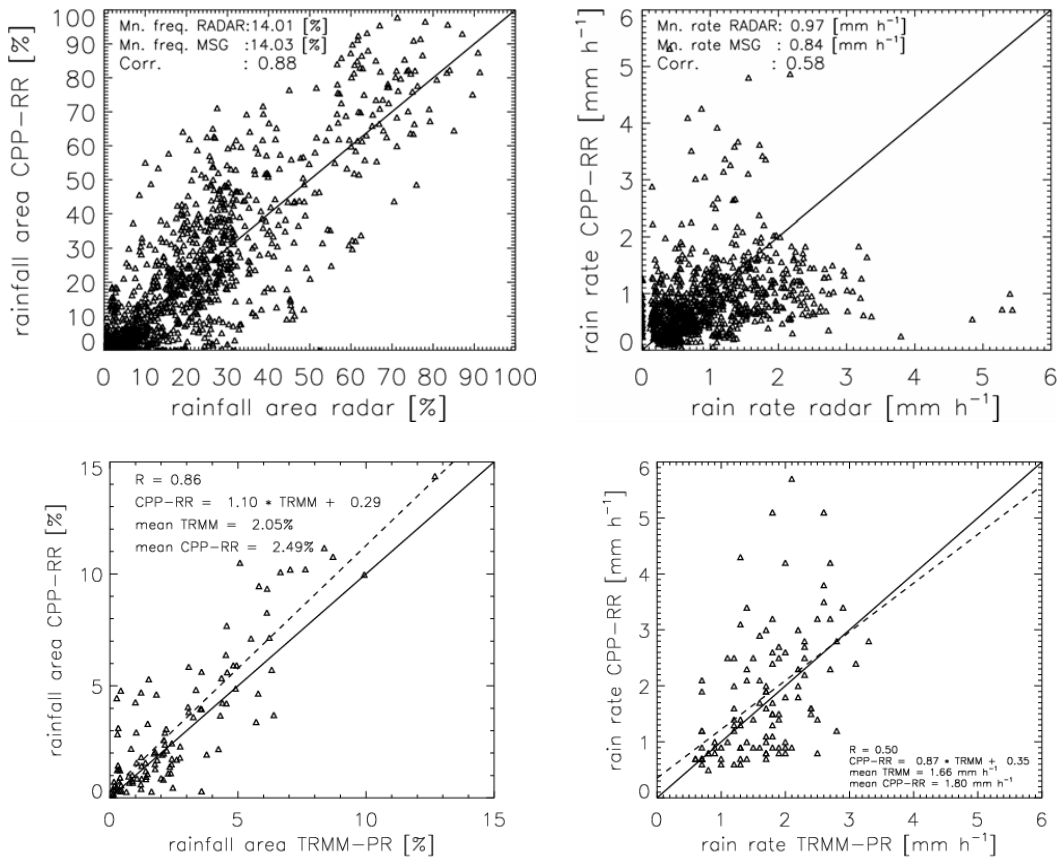 Mn. freq. RADAR:14.01 [%]
Mn. freq. MSG :14.03 [%]
Corr. : 0.88
rainfall area CPP-RR [%]
100
90
80
70
60
50
40
30
20
10
0
0 10 20 30 40 50 60 70 80 90 100
rainfall area radar [%]
Mn. rate RADAR: 0.97 [mm h⁻¹]
Mn. rate MSG : 0.84 [mm h⁻¹]
Corr. : 0.58
rain rate CPP-RR [mm h⁻¹]
6
5
4
3
2
1
0
0 1 2 3 4 5 6
rain rate radar [mm h⁻¹]
R = 0.86
CPP-RR = 1.10 * TRMM + 0.29
mean TRMM = 2.05%
mean CPP-RR = 2.49%
rainfall area CPP-RR [%]
15
10
5
0
0 5 10 15
rainfall area TRMM-PR [%]
rain rate CPP-RR [mm h⁻¹]
6
5
4
3
2
1
0
R = 0.50
CPP-RR = 0.87 * TRMM + 0.35
mean TRMM = 1.66 mm h⁻¹
mean CPP-RR = 1.80 mm h⁻¹
0 1 2 3 4 5 6
rain rate TRMM-PR [mm h⁻¹]